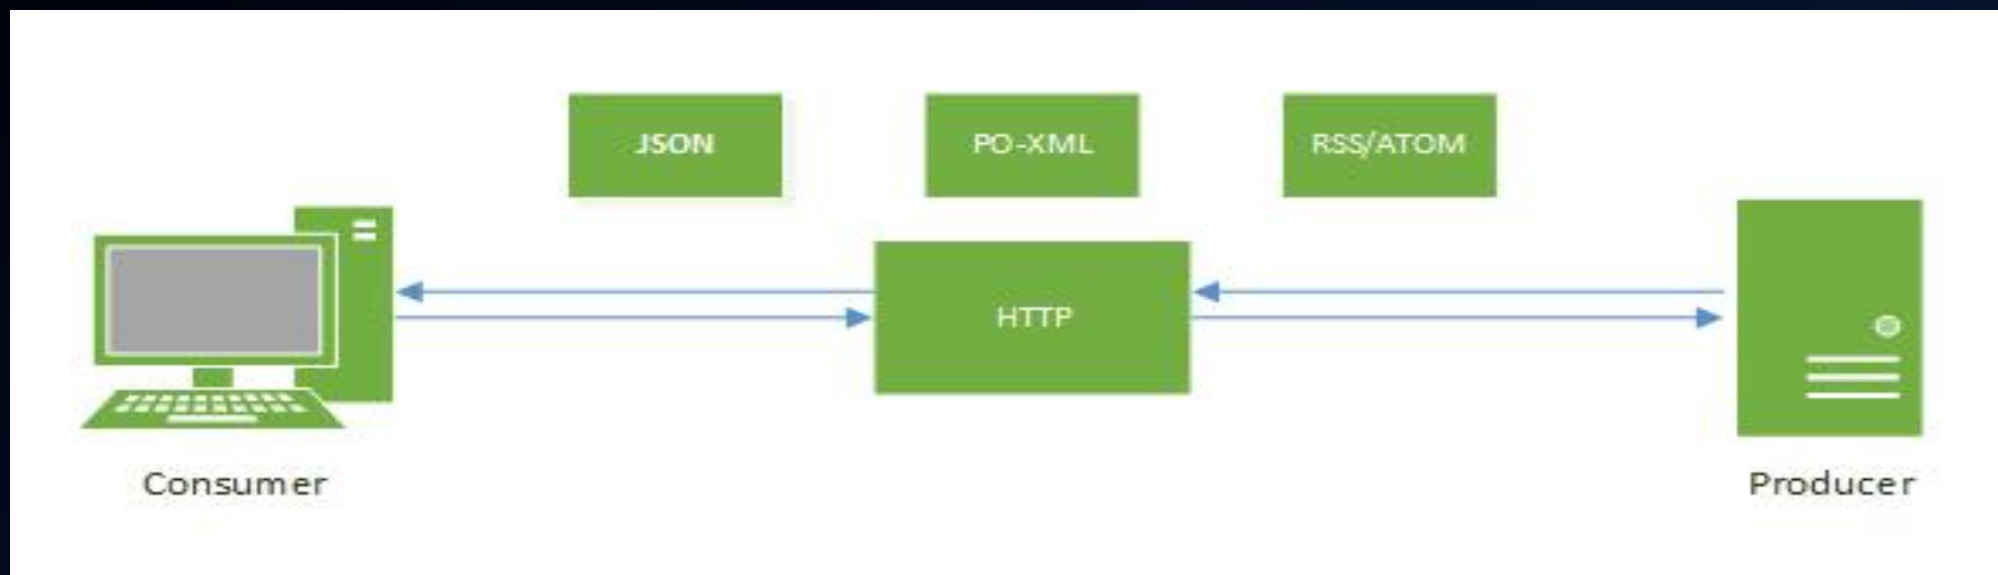 JSON
PO-XML
RSS/ATOM
HTTP
Consumer
Producer